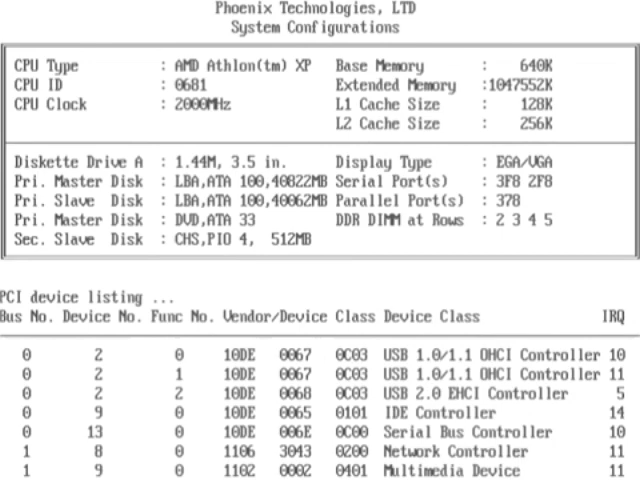 Phoenix Technologies, LTD
System Configurations
CPU Type : AMD Athlon(tm) XP Base Memory : 640K
CPU ID : 0681 Extended Memory :1047552K
CPU Clock : 2000MHz L1 Cache Size : 128K
L2 Cache Size : 256K
Diskette Drive A : 1.44M, 3.5 in. Display Type : EGA/VGA
Pri. Master Disk : LBA,ATA 100,40822MB Serial Port(s) : 3F8 2F8
Pri. Slave Disk : LBA,ATA 100,40062MB Parallel Port(s) : 378
Pri. Master Disk : DVD,ATA 33 DDR DIMM at Rows : 2 3 4 5
Sec. Slave Disk : CHS,PIO 4, 512MB
PCI device listing ...
Bus No. Device No. Func No. Vendor/Device Class Device Class IRQ
0 2 0 10DE 0067 0C03 USB 1.0/1.1 OHCI Controller 10
0 2 1 10DE 0067 0C03 USB 1.0/1.1 OHCI Controller 11
0 2 2 10DE 0068 0C03 USB 2.0 EHCI Controller 5
0 9 0 10DE 0065 0101 IDE Controller 14
0 13 0 10DE 006E 0C00 Serial Bus Controller 10
1 8 0 1106 3043 0200 Network Controller 11
1 9 0 1102 0002 0401 Multimedia Device 11